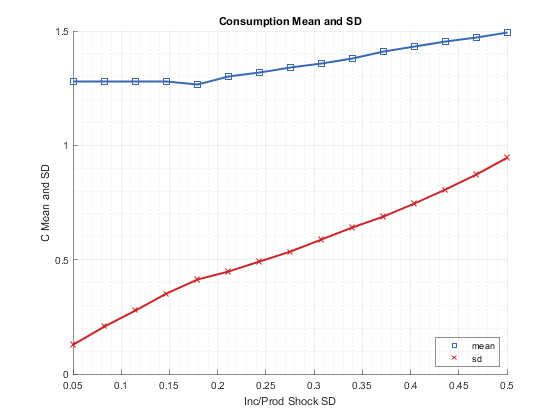 Consumption Mean and SD
C Mean and SD
1.5
1
0.5
0
mean
sd
0.05 0.1 0.15 0.2 0.25 0.3 0.35 0.4 0.45 0.5
Inc/Prod Shock SD